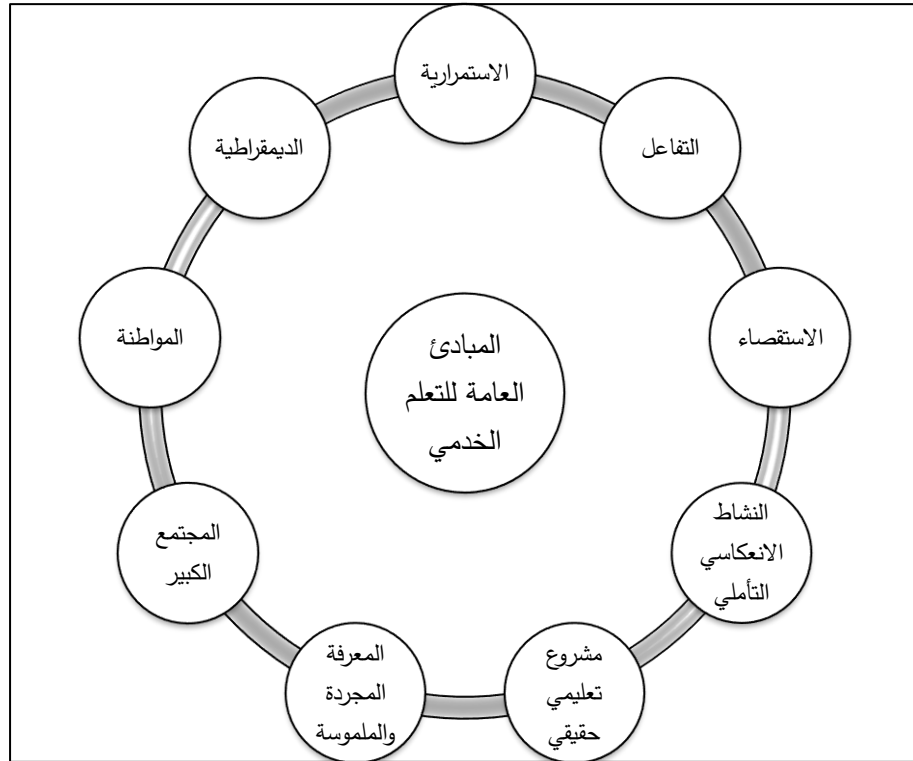 المبادئ
العامة للتعلم
الخدمي
الاستمرارية
التفاعل
الاستقصاء
النشاط
الانعكاسي
التأملي
مشروع
تعليمي
حقيقي
المعرفة
المجردة
والملموسة
المجتمع
الكبير
المواطنة
الديمقراطية